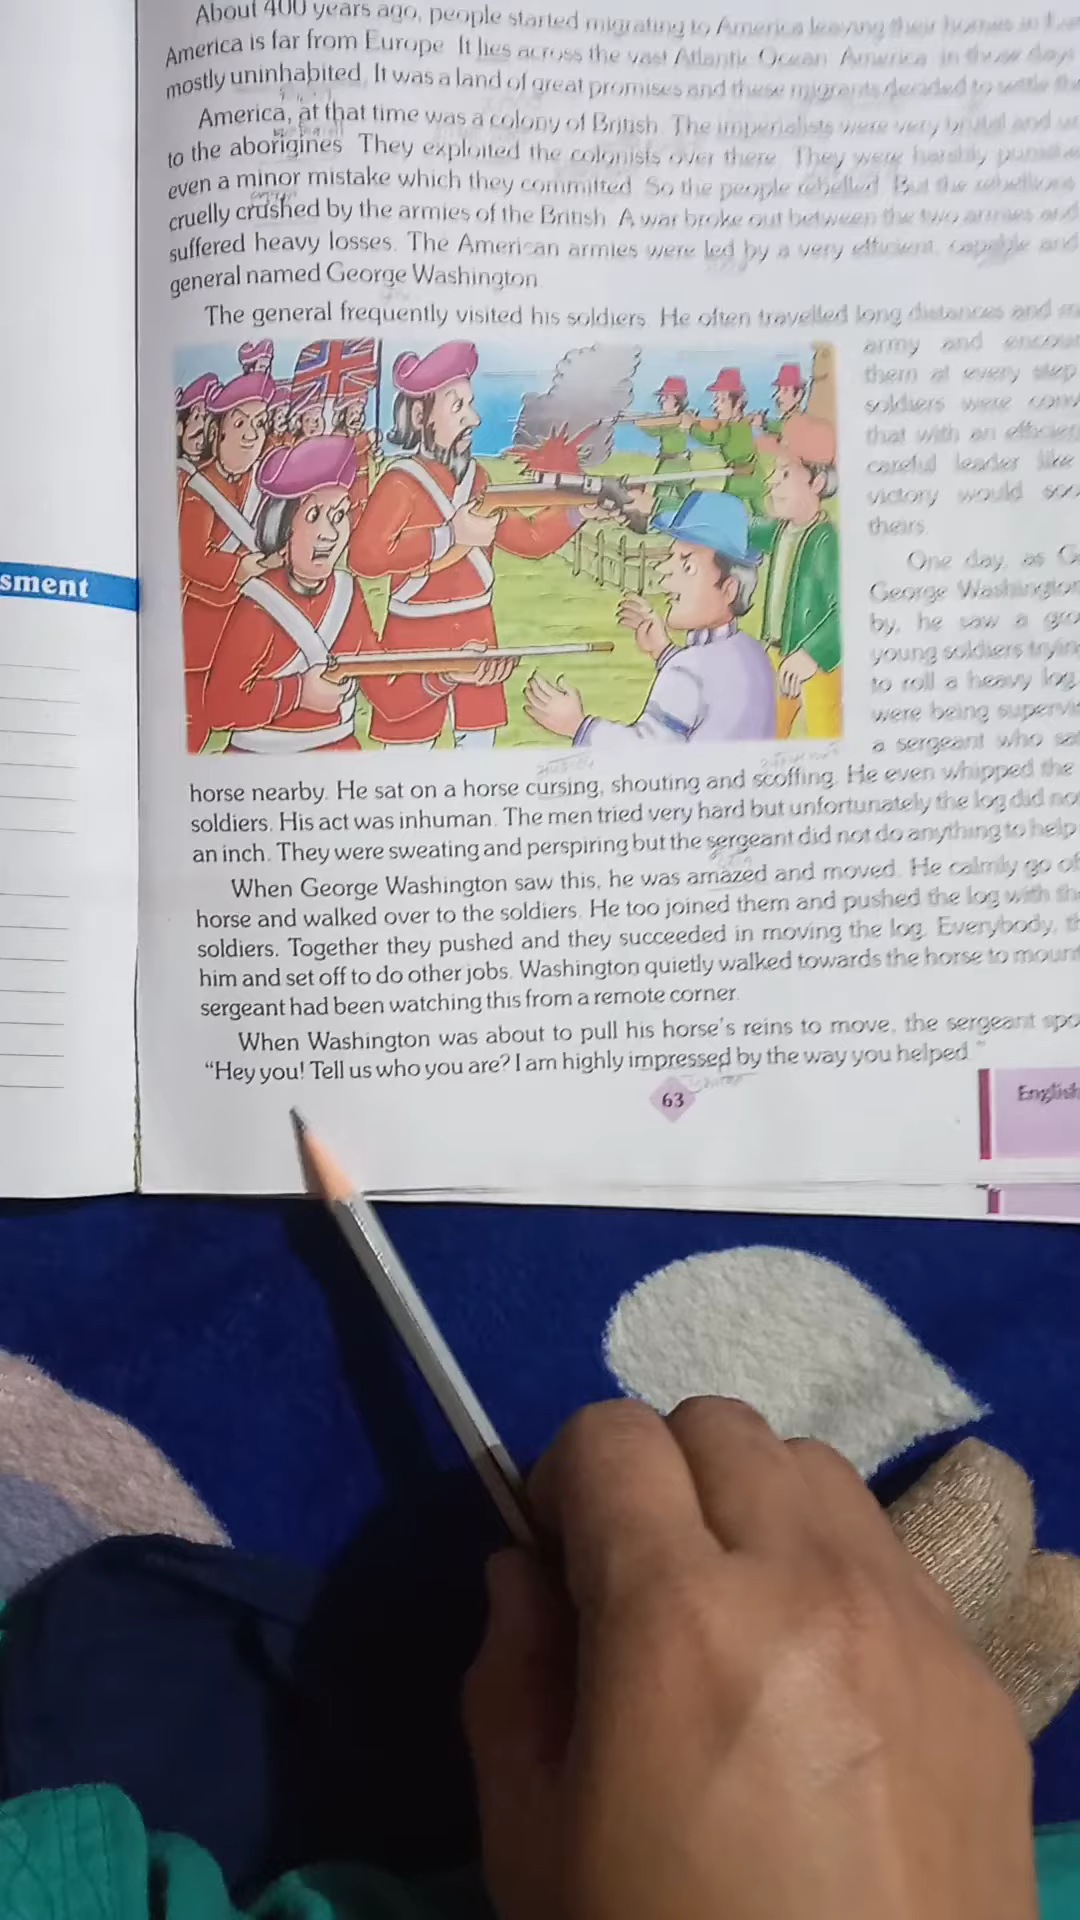 About 400 years ago, people started migrating to America leaving their homes in
America is far from Europe. It lies across the vast Atlantic Ocean. America, in those days
mostly uninhabited. It was a land of great promises and these migrants decided to settle
America, at that time was a colony of British. The imperialists were very brutal and
to the aborigines. They exploited the colonists over there. They were harshly
even a minor mistake which they committed. So the people rebelled. But the rebellions
cruelly crushed by the armies of the British. A war broke out between the two armies and
suffered heavy losses. The American armies were led by a very efficient, capable and
general named George Washington.
The general frequently visited his soldiers. He often travelled long distances and
army and
them at every step
soldiers were
that with an
careful leader like
victory would
theirs.
One day, as
George Washington
by, he saw a
young soldiers
to roll a heavy log.
were being
a sergeant who
horse nearby. He sat on a horse cursing, shouting and scoffing. He even whipped the
soldiers. His act was inhuman. The men tried very hard but unfortunately the log did
an inch. They were sweating and perspiring but the sergeant did not do anything to help
When George Washington saw this, he was amazed and moved. He calmly go
horse and walked over to the soldiers. He too joined them and pushed the log with
soldiers. Together they pushed and they succeeded in moving the log. Everybody,
him and set off to do other jobs. Washington quietly walked towards the horse to
sergeant had been watching this from a remote corner.
When Washington was about to pull his horse's reins to move, the sergeant
“Hey you! Tell us who you are? I am highly impressed by the way you helped.”
63
English
sment